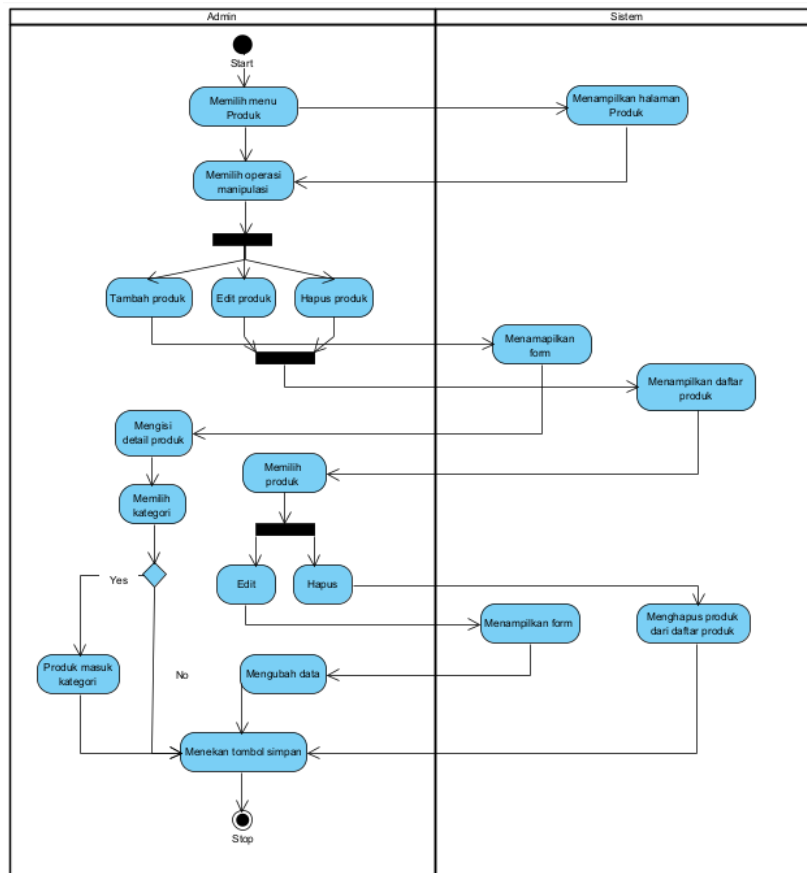 Admin
Sistem
Start
Memilih menu
Produk
Menampilkan halaman
Produk
Memilih operasi
manipulasi
Tambah produk
Edit produk
Hapus produk
Menamapilkan
form
Menampilkan daftar
produk
Mengisi
detail produk
Memilih
produk
Memilih
kategori
Yes
Edit
Hapus
Menampilkan form
Menghapus produk
dari daftar produk
Produk masuk
kategori
No
Mengubah data
Menekan tombol simpan
Stop